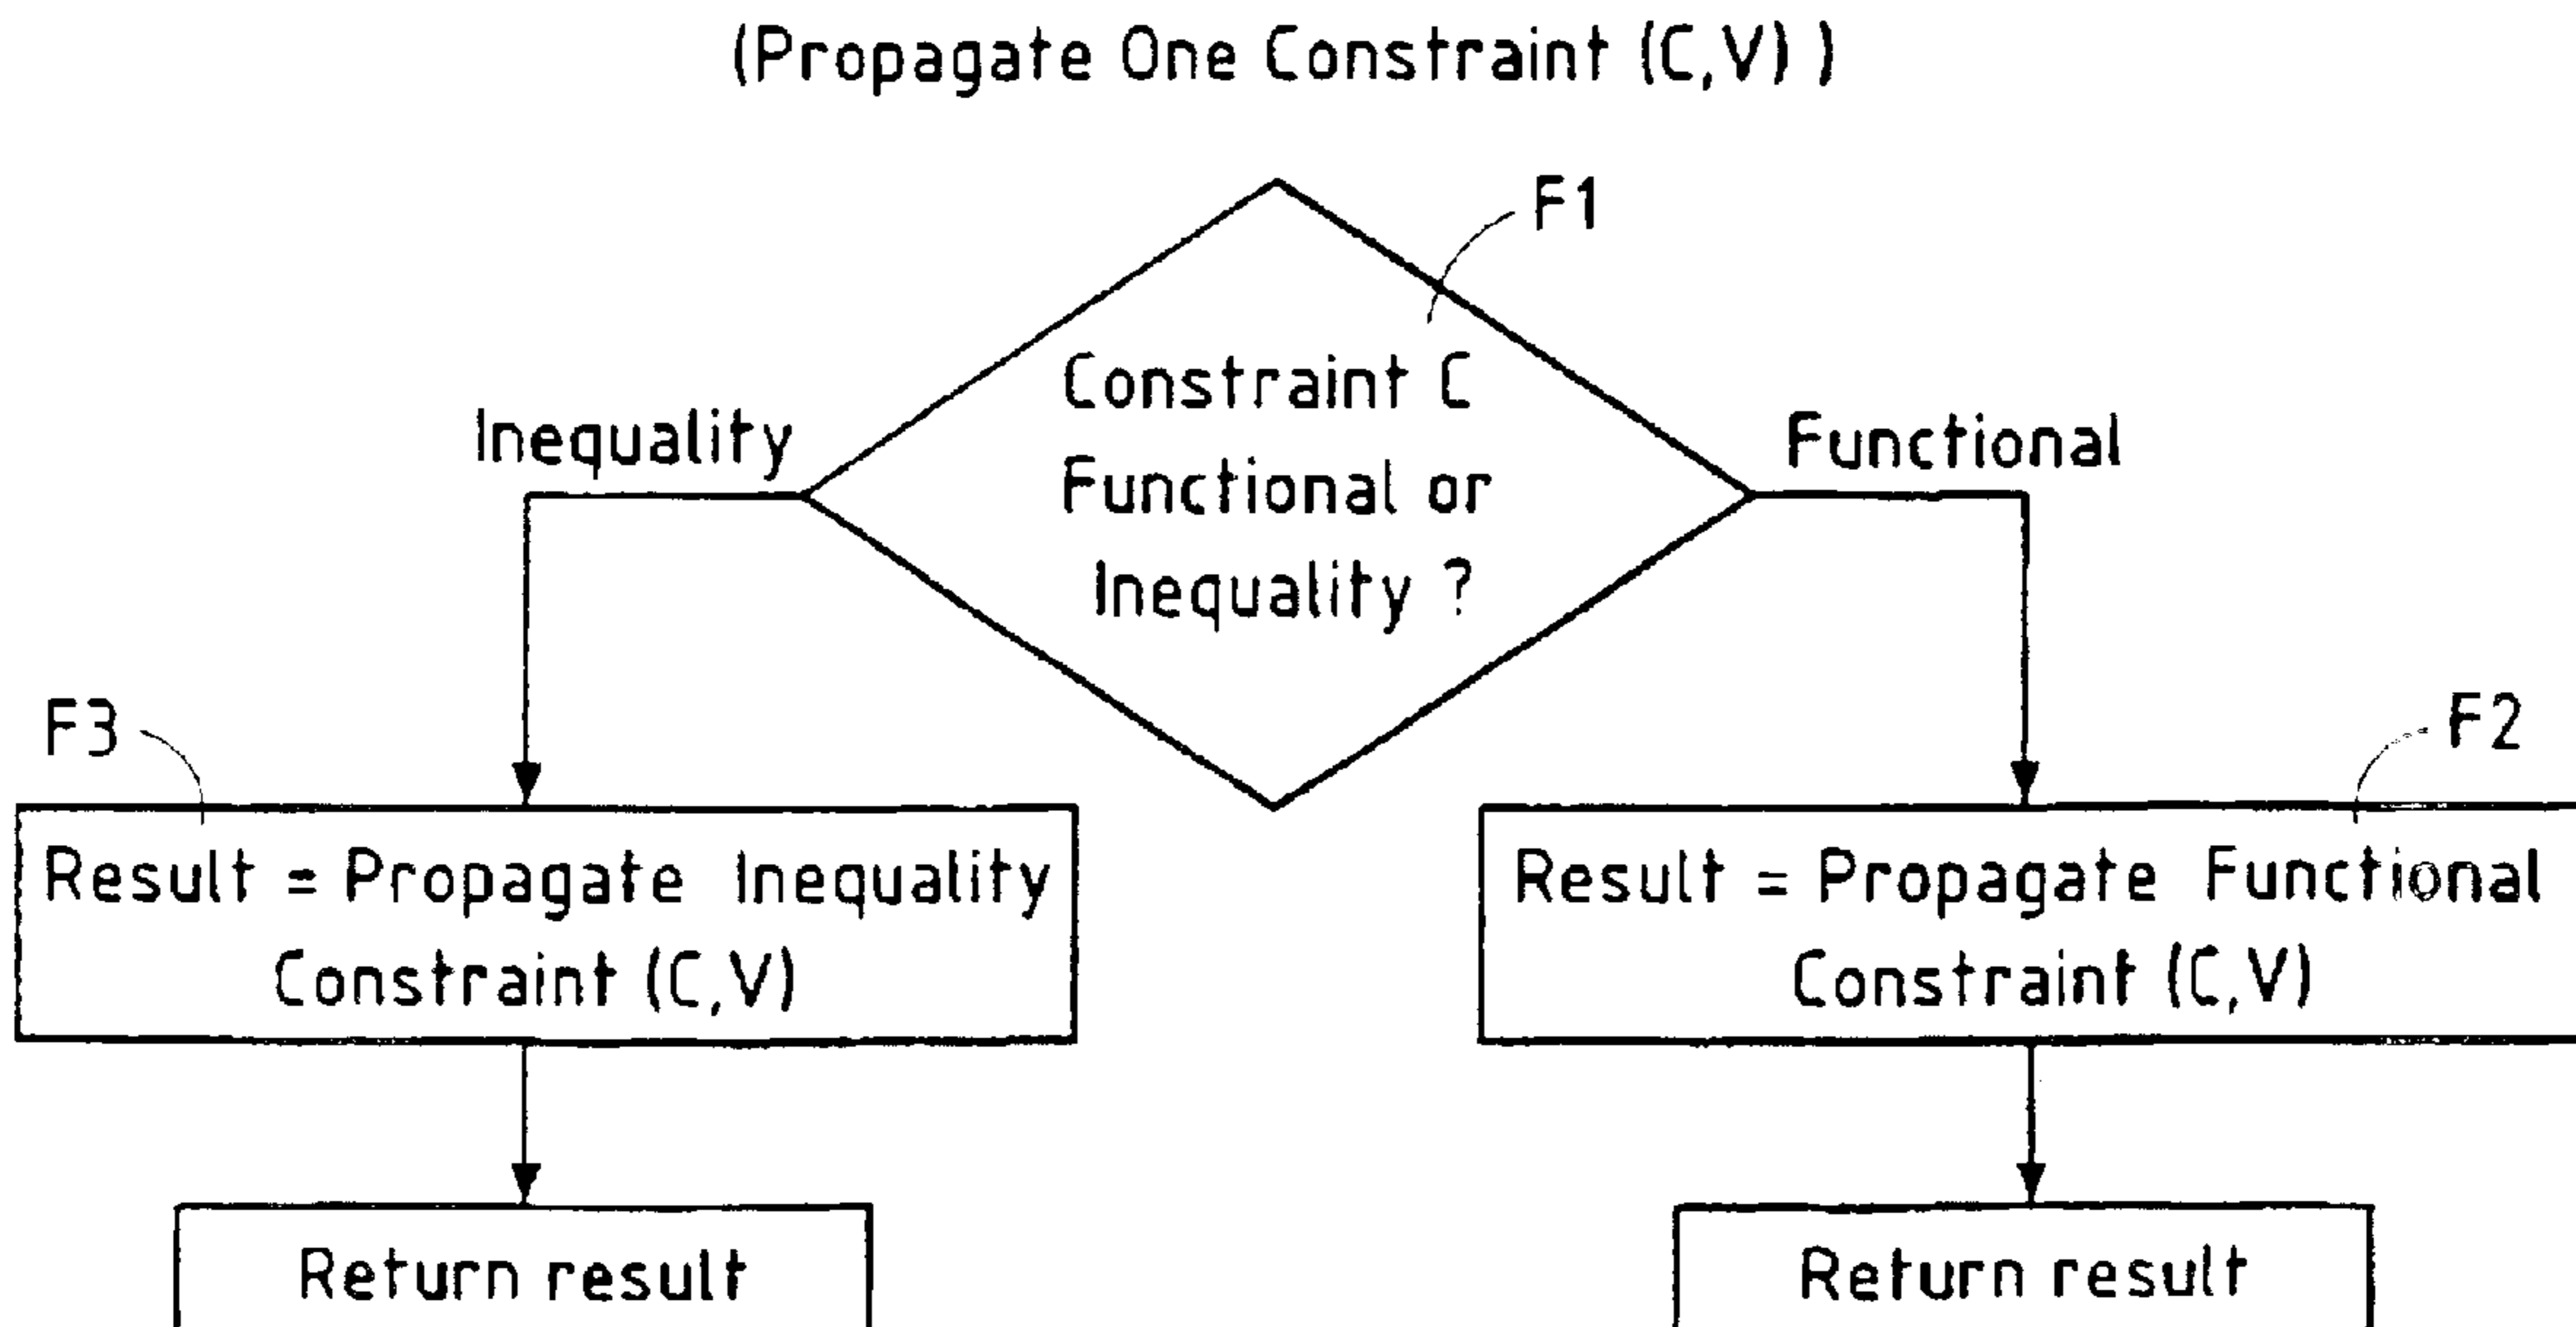 (Propagate One Constraint (C,V) )
F1
Constraint C
Functional or
Inequality ?
Inequality
Functional
F3
F2
Result = Propagate Inequality
Constraint (C,V)
Result = Propagate Functional
Constraint (C,V)
Return result
Return result